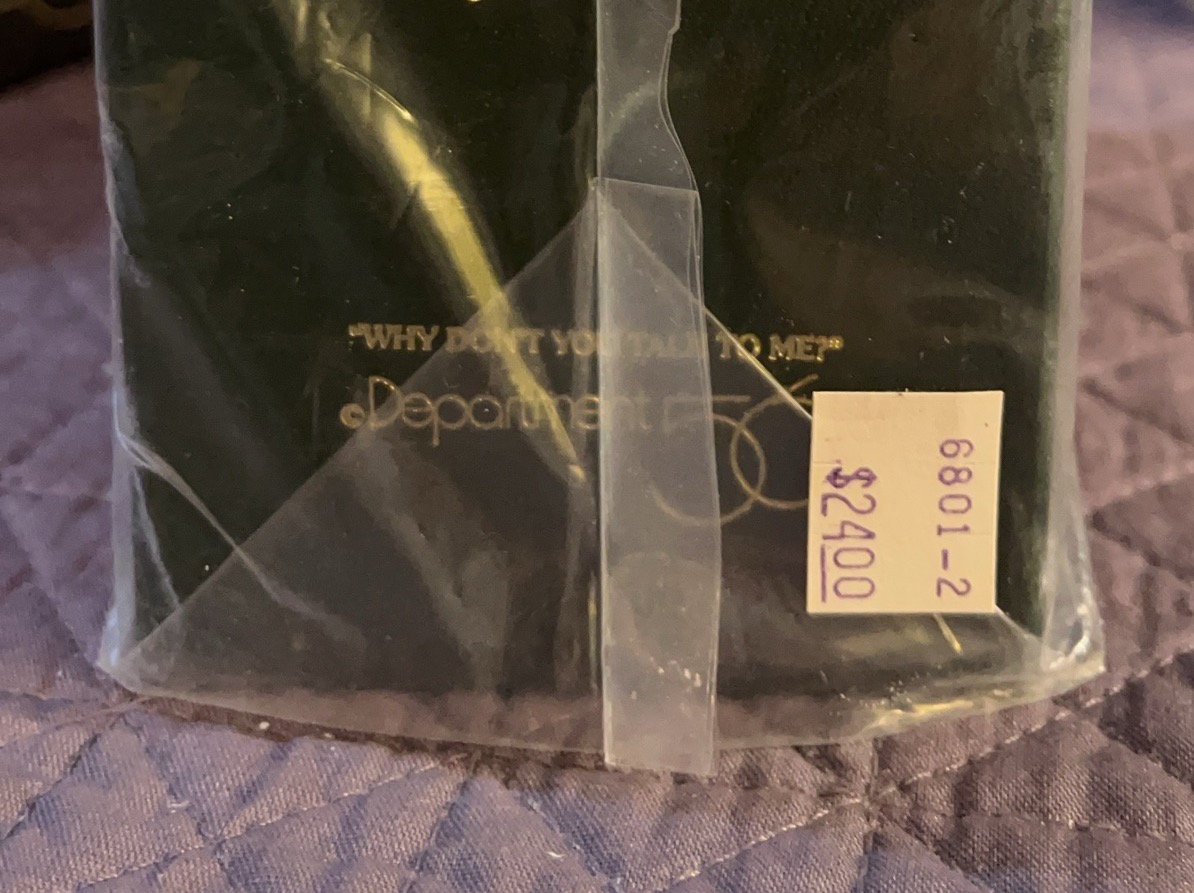 "WHY DON'T YOU TALK TO ME?"
©Department 56
6801-2
$24.00